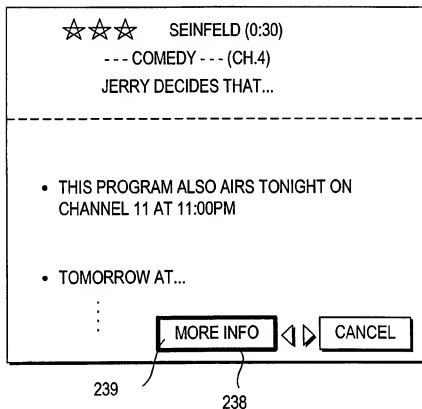 SEINFELD (0:30)
- - - COMEDY - - - (CH.4)
JERRY DECIDES THAT...
• THIS PROGRAM ALSO AIRS TONIGHT ON
CHANNEL 11 AT 11:00PM
• TOMORROW AT...
MORE INFO CANCEL
239 238